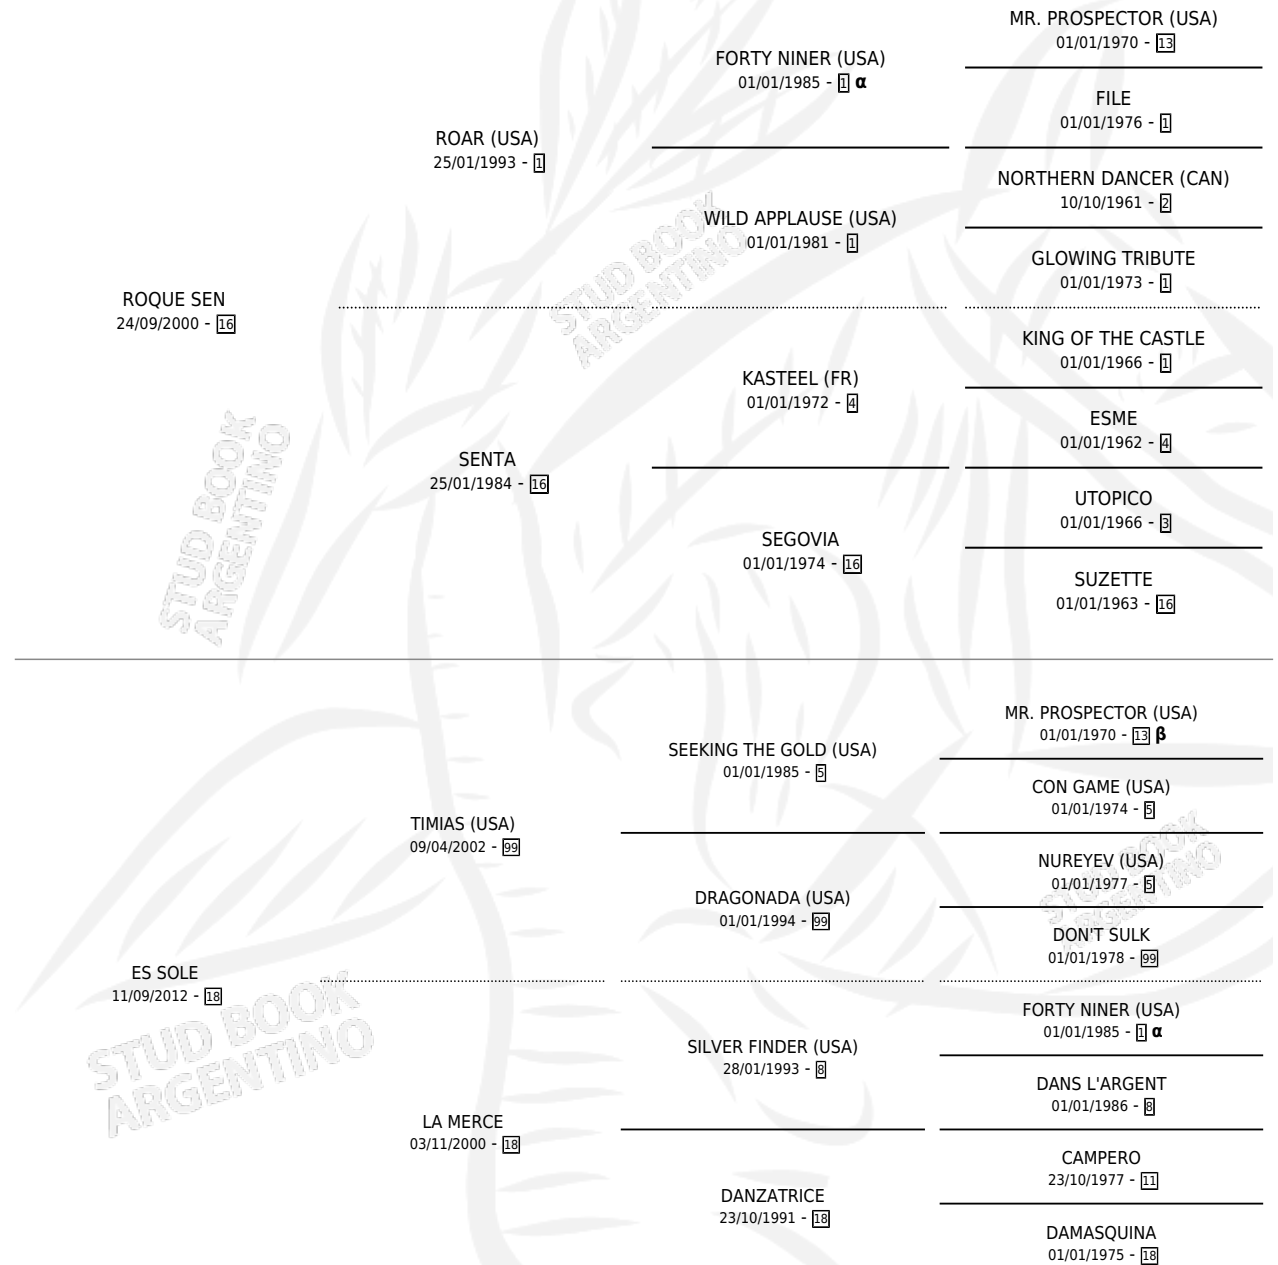 MR. PROSPECTOR (USA)
01/01/1970 - 13
FORTY NINER (USA)
01/01/1985 - 1 α
FILE
01/01/1976 - 1
ROAR (USA)
25/01/1993 - 1
NORTHERN DANCER (CAN)
10/10/1961 - 2
WILD APPLAUSE (USA)
01/01/1981 - 1
GLOWING TRIBUTE
01/01/1973 - 1
ROQUE SEN
24/09/2000 - 16
KING OF THE CASTLE
01/01/1966 - 1
KASTEEL (FR)
01/01/1972 - 4
ESME
01/01/1962 - 4
SENTA
25/01/1984 - 16
UTOPICO
01/01/1966 - 3
SEGOVIA
01/01/1974 - 16
SUZETTE
01/01/1963 - 16
MR. PROSPECTOR (USA)
01/01/1970 - 13 β
SEEKING THE GOLD (USA)
01/01/1985 - 5
CON GAME (USA)
01/01/1974 - 5
TIMIAS (USA)
09/04/2002 - 99
NUREYEV (USA)
01/01/1977 - 5
DRAGONADA (USA)
01/01/1994 - 99
DON'T SULK
01/01/1978 - 99
ES SOLE
11/09/2012 - 18
FORTY NINER (USA)
01/01/1985 - 1 α
SILVER FINDER (USA)
28/01/1993 - 8
DANS L'ARGENT
01/01/1986 - 8
LA MERCE
03/11/2000 - 18
CAMPERO
23/10/1977 - 11
DANZATRICE
23/10/1991 - 18
DAMASQUINA
01/01/1975 - 18
STUD BOOK
ARGENTINO
STUD BOOK
ARGENTINO
STUD BOOK
ARGENTINO
STUD BOOK
ARGENTINO